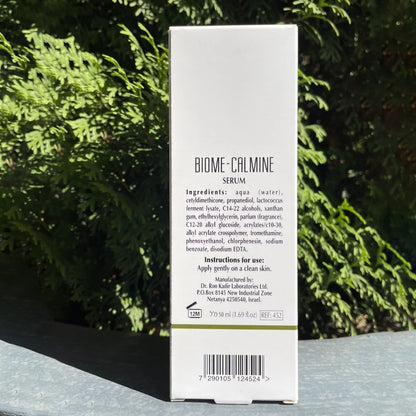 BIOME-CALMINE
SERUM
Ingredients: aqua (water),
cetyldimethicone, propanediol, lactococcus
ferment lysate, C14-22 alcohols, xanthan
gum, ethylhexylglycerin, parfum (fragrance),
C12-20 alkyl glucoside, acrylates/c10-30,
alkyl acrylate crosspolymer, tromethamine,
phenoxyethanol, chlorphenesin, sodium
benzoate, disodium EDTA.
Instructions for use:
Apply gently on a clean skin.
Manufactured by:
Dr. Ron Kadir Laboratories Ltd.
P.O.Box 8145 New Industrial Zone
Netanya 4250540, Israel.
12M
50 ml (1.69 fl.oz) מ"ל
REF: 452
7 290105 124524 >